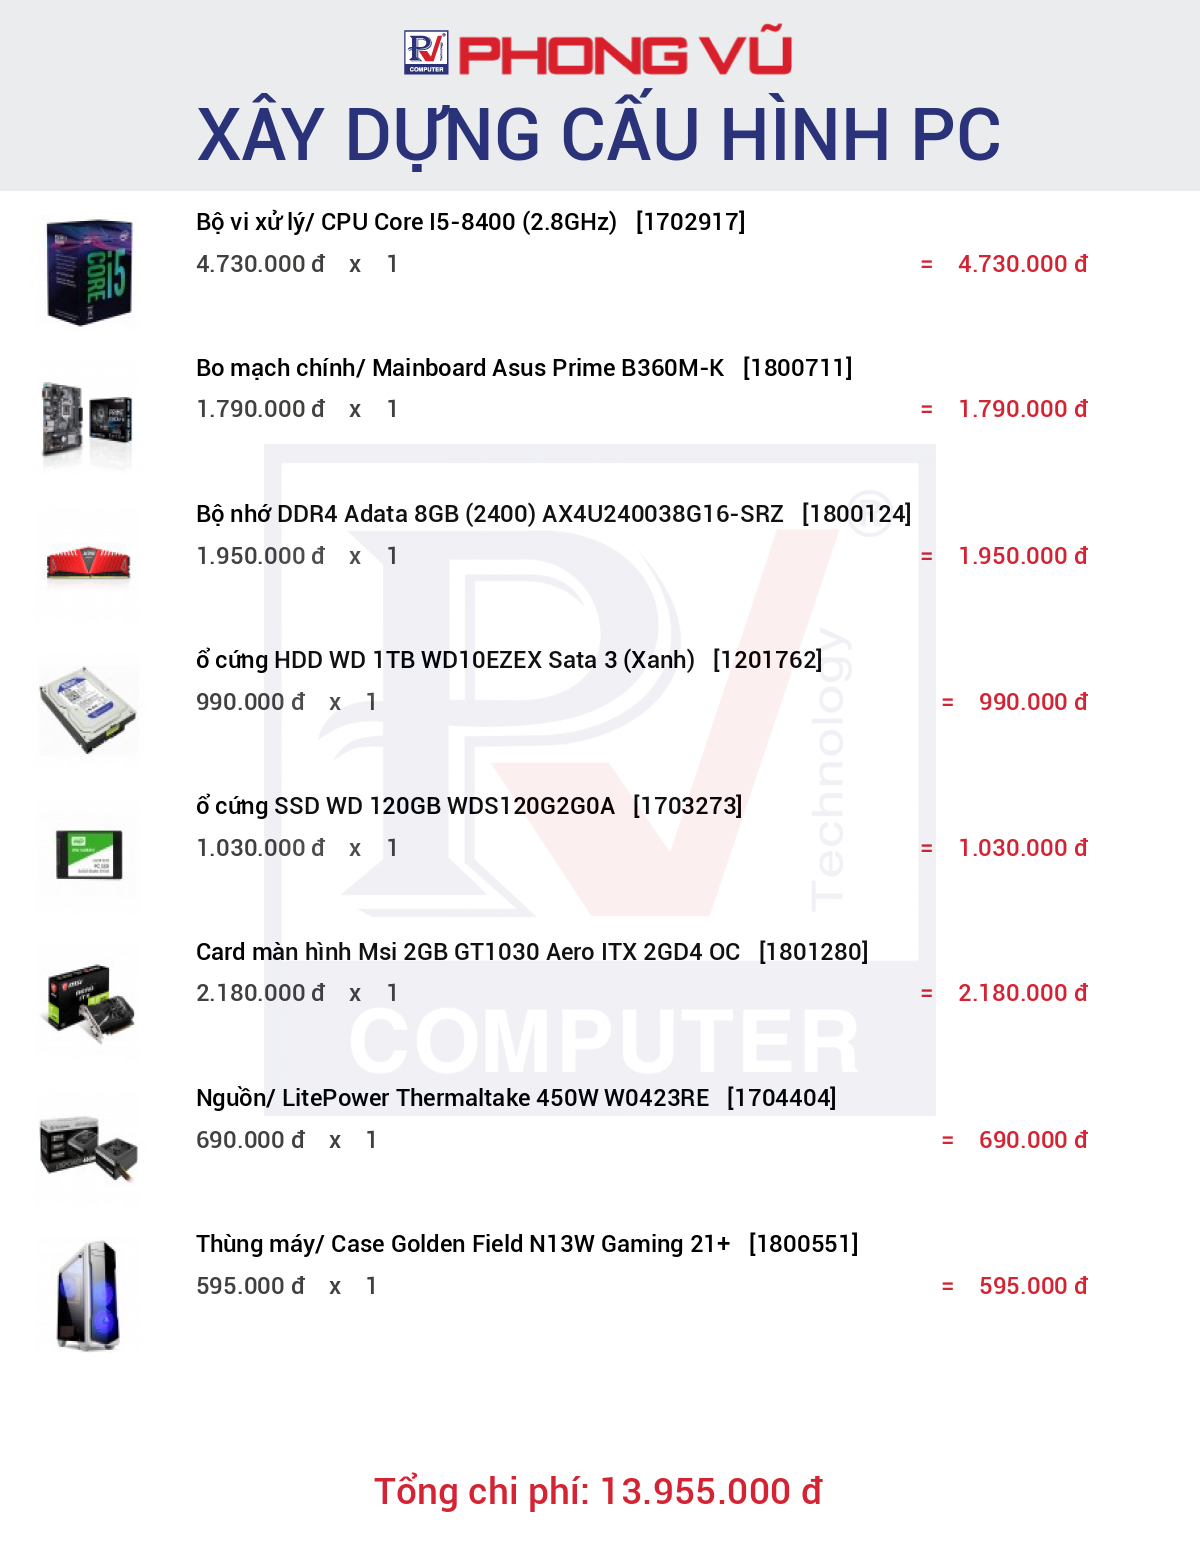 PV COMPUTER PHONG VŨ
XÂY DỰNG CẤU HÌNH PC
Bộ vi xử lý/ CPU Core I5-8400 (2.8GHz) [1702917]
4.730.000 đ x 1 = 4.730.000 đ
CORE i5
Bo mạch chính/ Mainboard Asus Prime B360M-K [1800711]
1.790.000 đ x 1 = 1.790.000 đ
Bộ nhớ DDR4 Adata 8GB (2400) AX4U240038G16-SRZ [1800124]
1.950.000 đ x 1 = 1.950.000 đ
ổ cứng HDD WD 1TB WD10EZEX Sata 3 (Xanh) [1201762]
990.000 đ x 1 = 990.000 đ
ổ cứng SSD WD 120GB WDS120G2G0A [1703273]
1.030.000 đ x 1 = 1.030.000 đ
Card màn hình Msi 2GB GT1030 Aero ITX 2GD4 OC [1801280]
2.180.000 đ x 1 = 2.180.000 đ
Nguồn/ LitePower Thermaltake 450W W0423RE [1704404]
690.000 đ x 1 = 690.000 đ
Thùng máy/ Case Golden Field N13W Gaming 21+ [1800551]
595.000 đ x 1 = 595.000 đ
PV ®
Technology
COMPUTER
Tổng chi phí: 13.955.000 đ